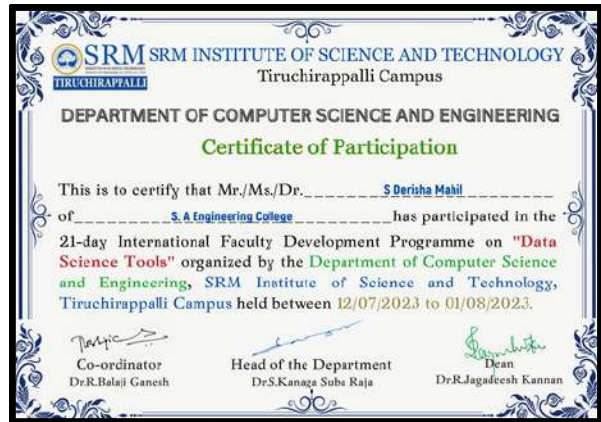 SRM SRM INSTITUTE OF SCIENCE AND TECHNOLOGY
TIRUCHIRAPPALLI
Tiruchirappalli Campus
DEPARTMENT OF COMPUTER SCIENCE AND ENGINEERING
Certificate of Participation
This is to certify that Mr./Ms./Dr.____S Derisha Mahil____
of____S. A Engineering College____has participated in the
21-day International Faculty Development Programme on "Data
Science Tools" organized by the Department of Computer Science
and Engineering, SRM Institute of Science and Technology,
Tiruchirappalli Campus held between 12/07/2023 to 01/08/2023.
Co-ordinator
Dr.R.Balaji Ganesh
Head of the Department
Dr.S.Kanaga Suba Raja
Dean
Dr.R.Jagadeesh Kannan